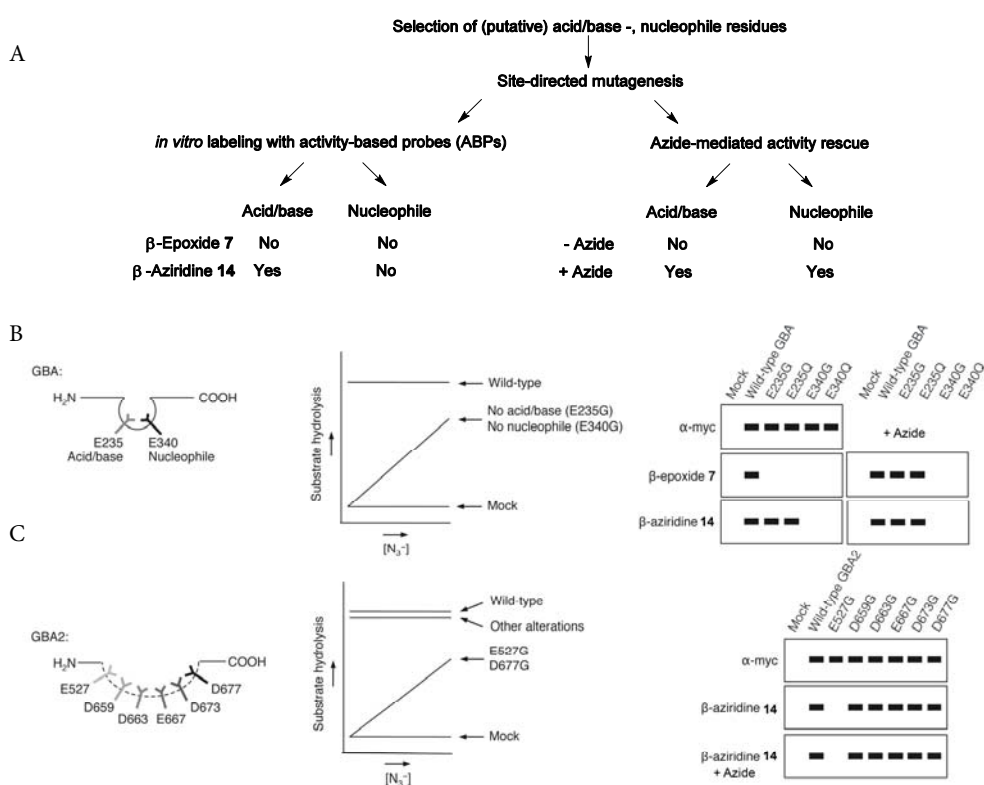 A
Selection of (putative) acid/base -, nucleophile residues
Site-directed mutagenesis
in vitro labeling with activity-based probes (ABPs)
Azide-mediated activity rescue
Acid/base Nucleophile
Acid/base Nucleophile
β-Epoxide 7 No No
- Azide No No
β -Aziridine 14 Yes No
+ Azide Yes Yes
B
GBA:
H₂N
COOH
E235
Acid/base
E340
Nucleophile
Substrate hydrolysis
Wild-type
No acid/base (E235G)
No nucleophile (E340G)
Mock
[N₃⁻]
Mock
Wild-type GBA
E235G
E235Q
E340G
E340Q
Mock
Wild-type GBA
E235G
E235Q
E340G
E340Q
α-myc
+ Azide
β-epoxide 7
β-aziridine 14
C
GBA2:
H₂N
COOH
E527
D659
D663
E667
D673
D677
Substrate hydrolysis
Wild-type
Other alterations
E527G
D677G
Mock
[N₃⁻]
Mock
Wild-type GBA2
E527G
D659G
D663G
E667G
D673G
D677G
α-myc
β-aziridine 14
β-aziridine 14
+ Azide